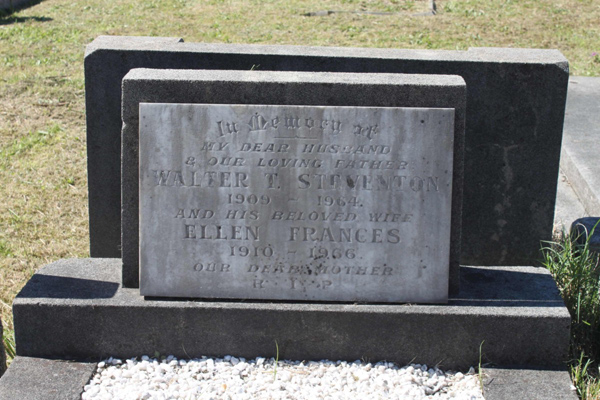 In Memory of
MY DEAR HUSBAND
& OUR LOVING FATHER
WALTER T. STEVENTON
1909 - 1964.
AND HIS BELOVED WIFE
ELLEN FRANCES
1910 - 1966.
OUR DEAR MOTHER
R. I. P.